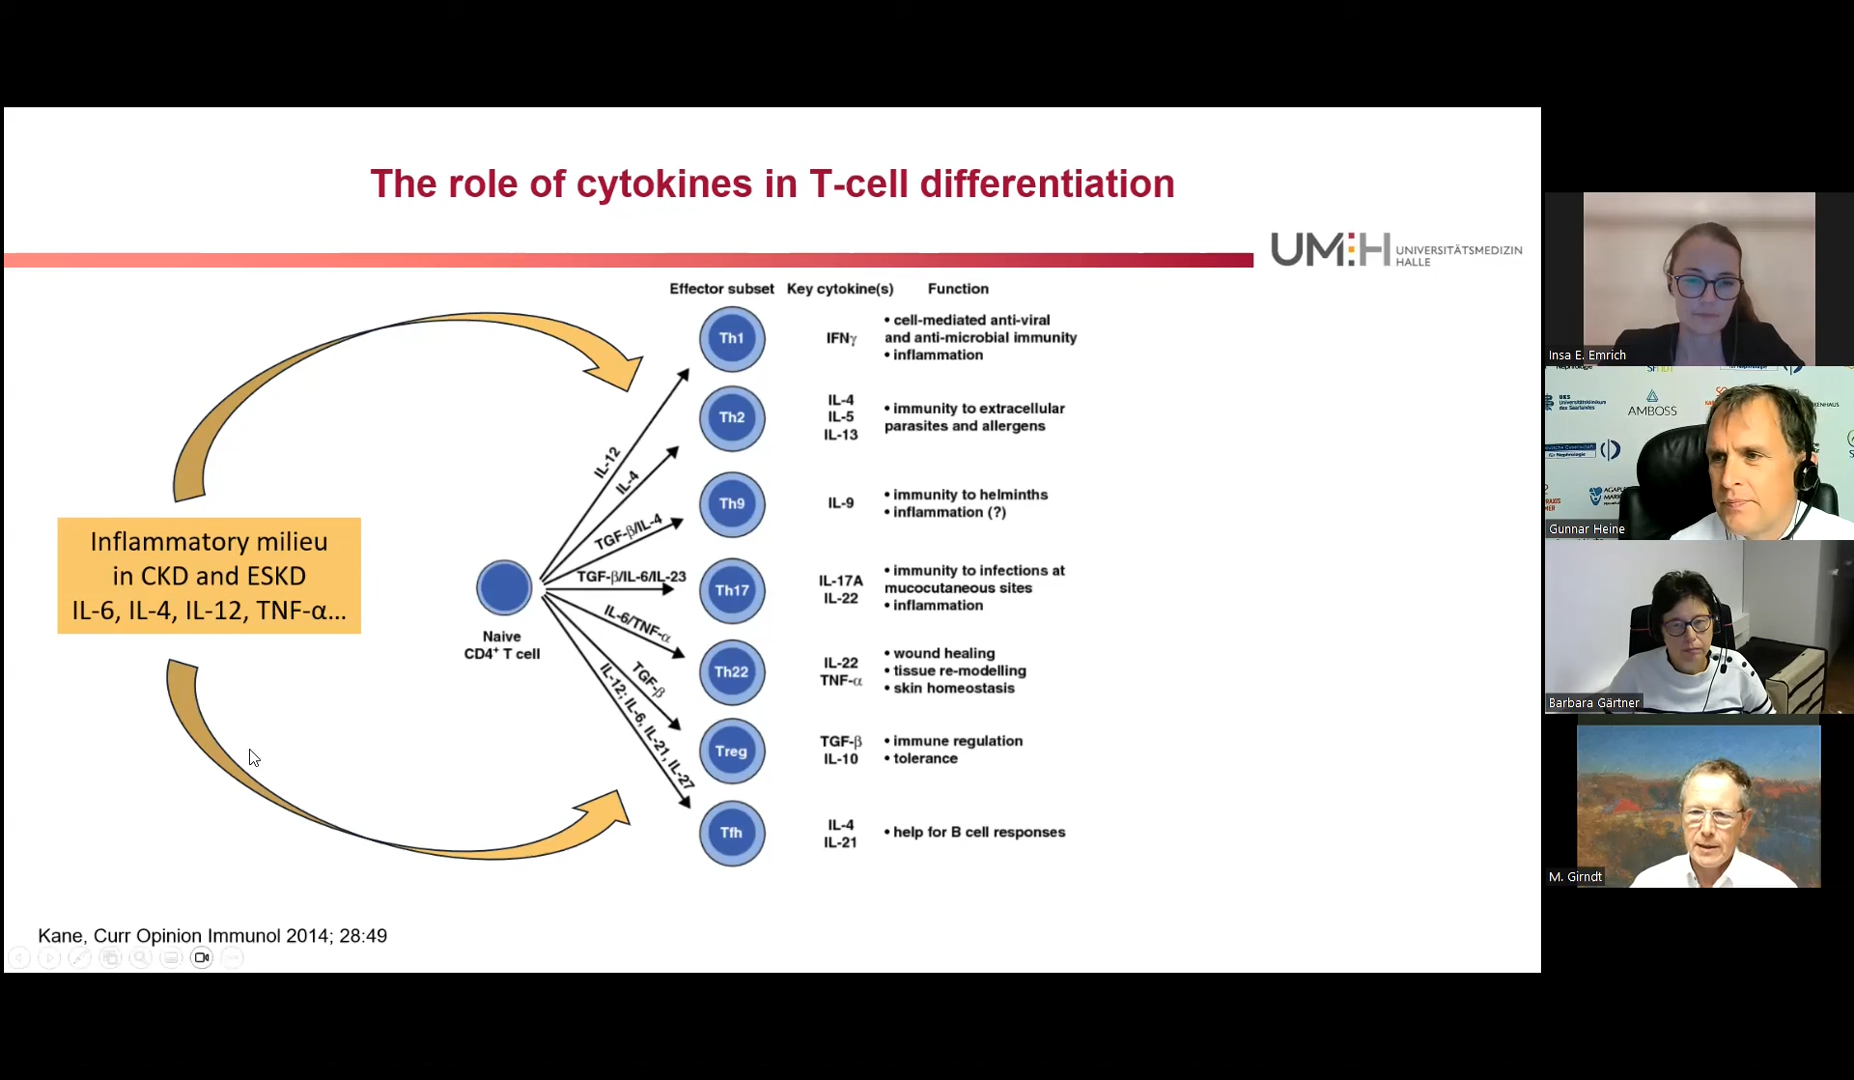 The role of cytokines in T-cell differentiation
UM:H UNIVERSITÄTSMEDIZIN
HALLE
Effector subset Key cytokine(s) Function
Th1
IFNγ
• cell-mediated anti-viral
and anti-microbial immunity
• inflammation
Th2
IL-4
IL-5
IL-13
• immunity to extracellular
parasites and allergens
Th9
IL-9
• immunity to helminths
• inflammation (?)
Th17
IL-17A
IL-22
• immunity to infections at
mucocutaneous sites
• inflammation
Th22
IL-22
TNF-α
• wound healing
• tissue re-modelling
• skin homeostasis
Treg
TGF-β
IL-10
• immune regulation
• tolerance
Tfh
IL-4
IL-21
• help for B cell responses
IL-12
IL-4
TGF-β/IL-4
TGF-β/IL-6/IL-23
IL-6/TNF-α
TGF-β
IL-12; IL-6, IL-21, IL-27
Naive
CD4+ T cell
Inflammatory milieu
in CKD and ESKD
IL-6, IL-4, IL-12, TNF-α...
Kane, Curr Opinion Immunol 2014; 28:49
Insa E. Emrich
UKS
Universitätsklinikum
des Saarlandes
AMBOSS
Nephrologie
AGAPLESION
Gunnar Heine
Barbara Gärtner
M. Girndt